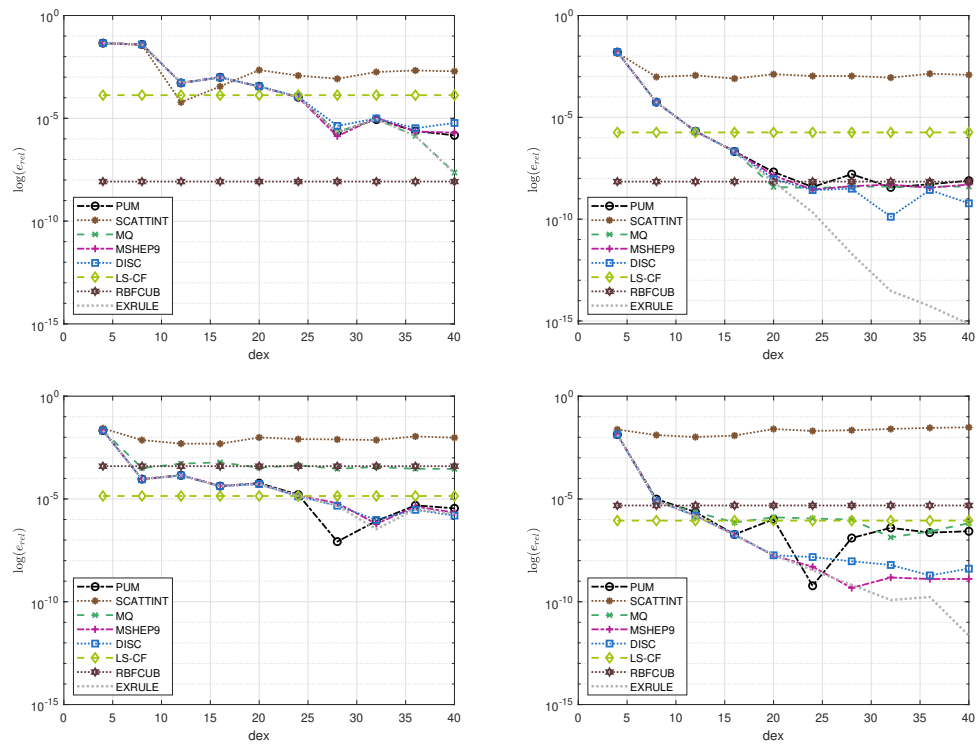 10^0
10^-5
10^-10
10^-15
log(e_rel)
PUM
SCATTINT
MQ
MSHEP9
DISC
LS-CF
RBFCUB
EXRULE
0 5 10 15 20 25 30 35 40
dex
10^0
10^-5
10^-10
10^-15
log(e_rel)
PUM
SCATTINT
MQ
MSHEP9
DISC
LS-CF
RBFCUB
EXRULE
0 5 10 15 20 25 30 35 40
dex
10^0
10^-5
10^-10
10^-15
log(e_rel)
PUM
SCATTINT
MQ
MSHEP9
DISC
LS-CF
RBFCUB
EXRULE
0 5 10 15 20 25 30 35 40
dex
10^0
10^-5
10^-10
10^-15
log(e_rel)
PUM
SCATTINT
MQ
MSHEP9
DISC
LS-CF
RBFCUB
EXRULE
0 5 10 15 20 25 30 35 40
dex